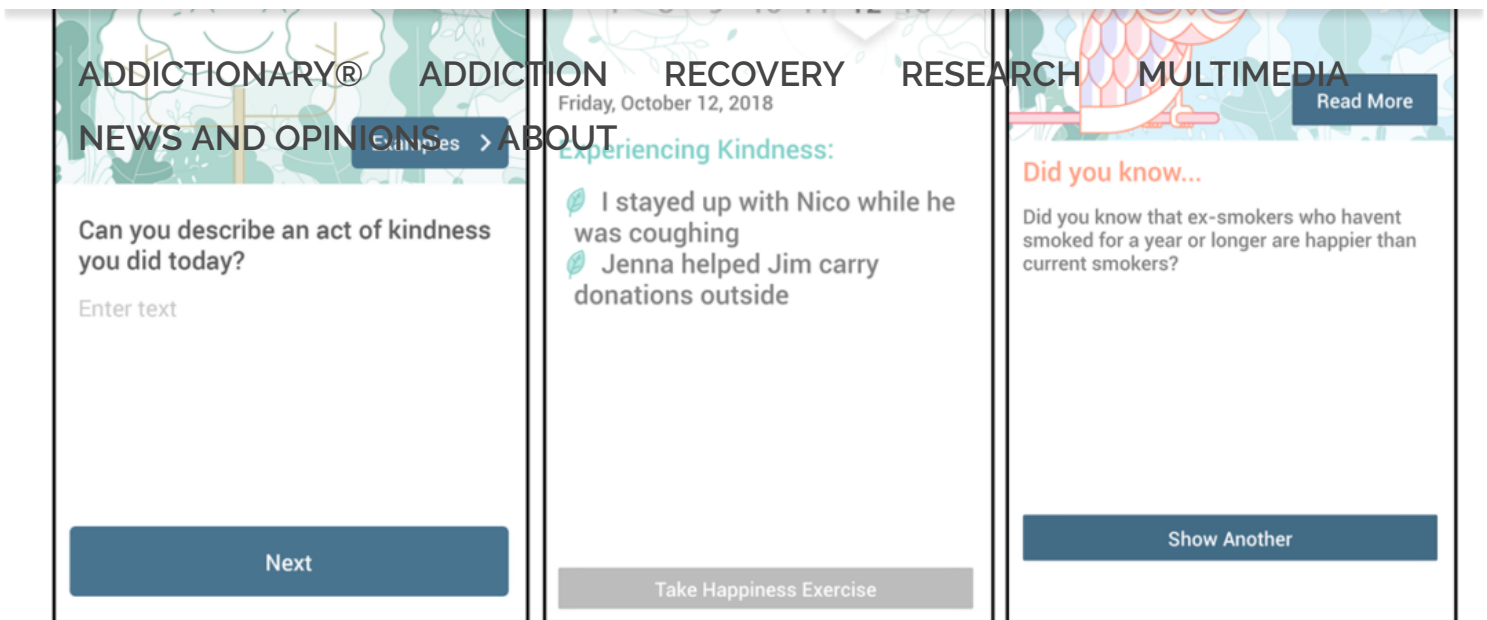 ADDICTIONARY® ADDICTION RECOVERY RESEARCH MULTIMEDIA
NEWS AND OPINIONS ABOUT
Examples >
Can you describe an act of kindness
you did today?
Enter text
Next
12
Friday, October 12, 2018
Experiencing Kindness:
I stayed up with Nico while he
was coughing
Jenna helped Jim carry
donations outside
Take Happiness Exercise
Read More
Did you know...
Did you know that ex-smokers who havent
smoked for a year or longer are happier than
current smokers?
Show Another